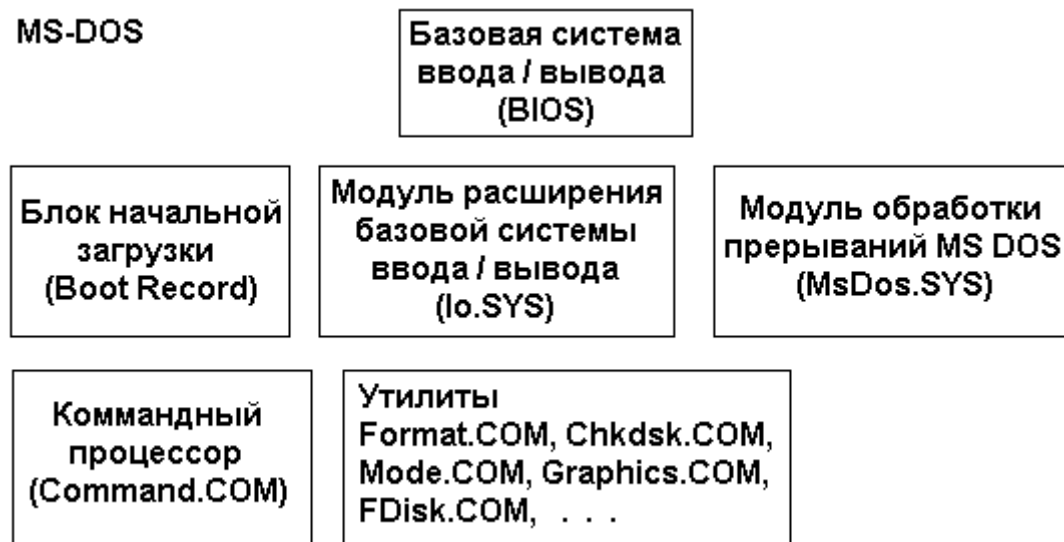 MS-DOS
Базовая система
ввода / вывода
(BIOS)
Блок начальной
загрузки
(Boot Record)
Модуль расширения
базовой системы
ввода / вывода
(Io.SYS)
Модуль обработки
прерываний MS DOS
(MsDos.SYS)
Коммандный
процессор
(Command.COM)
Утилиты
Format.COM, Chkdsk.COM,
Mode.COM, Graphics.COM,
FDisk.COM, . . .